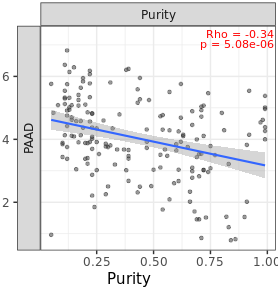 Purity
Rho = -0.34
p = 5.08e-06
PAAD
6
4
2
0.25
0.50
0.75
1.00
Purity